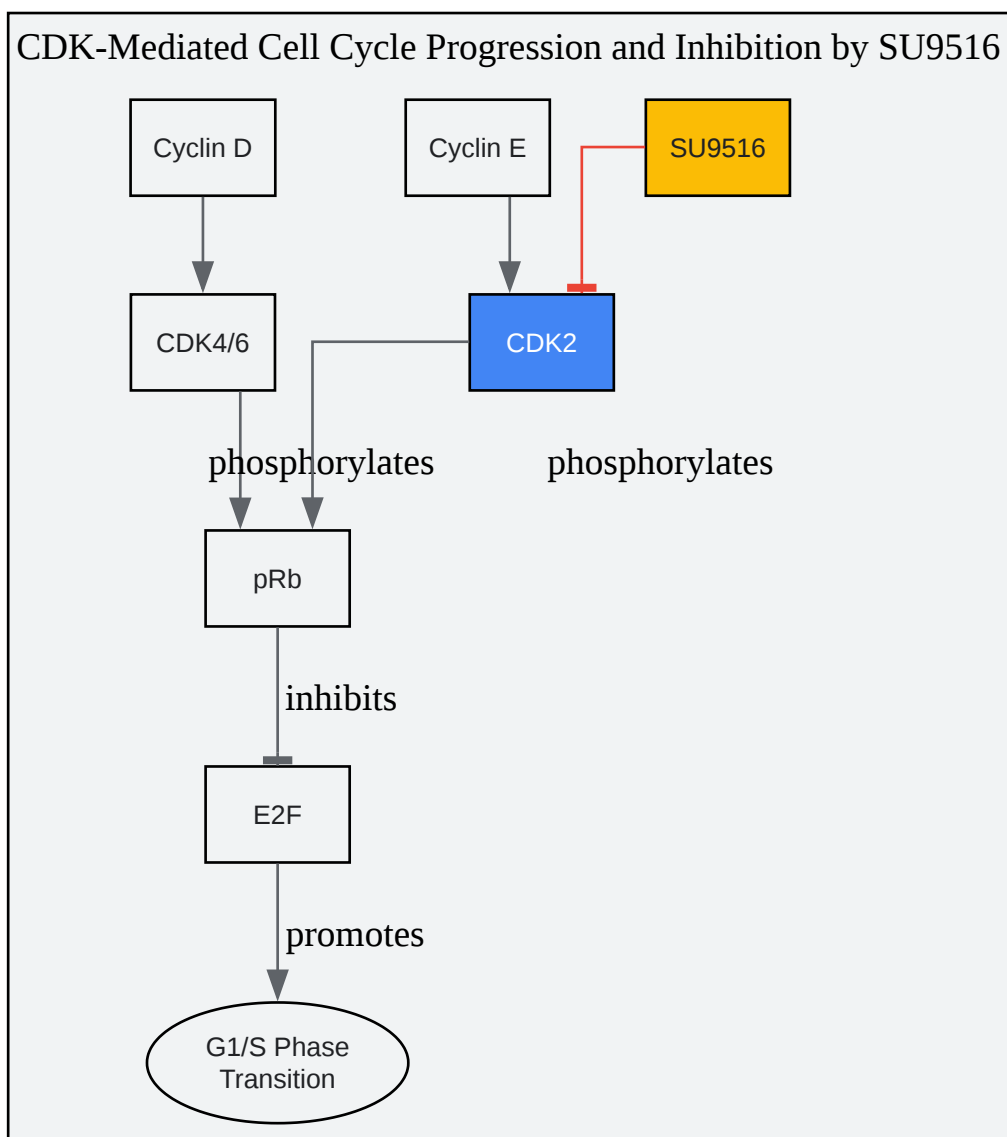 CDK-Mediated Cell Cycle Progression and Inhibition by SU9516
Cyclin D
Cyclin E
SU9516
CDK4/6
CDK2
phosphorylates
phosphorylates
pRb
inhibits
E2F
promotes
G1/S Phase
Transition